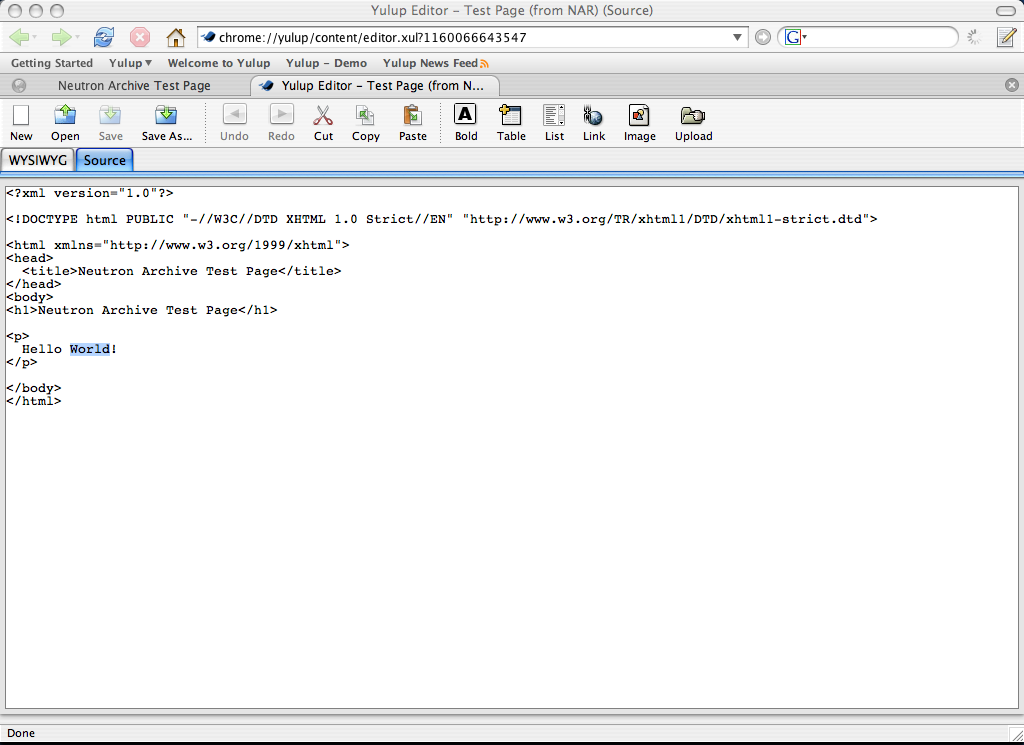 Yulup Editor – Test Page (from NAR) (Source)
chrome://yulup/content/editor.xul?1160066643547
G
Getting Started Yulup Welcome to Yulup Yulup – Demo Yulup News Feed
Neutron Archive Test Page Yulup Editor – Test Page (from N...
A
New Open Save Save As... Undo Redo Cut Copy Paste Bold Table List Link Image Upload
WYSIWYG Source
<?xml version="1.0"?>
<!DOCTYPE html PUBLIC "-//W3C//DTD XHTML 1.0 Strict//EN" "http://www.w3.org/TR/xhtml1/DTD/xhtml1-strict.dtd">
<html xmlns="http://www.w3.org/1999/xhtml">
<head>
  <title>Neutron Archive Test Page</title>
</head>
<body>
<h1>Neutron Archive Test Page</h1>
<p>
  Hello World!
</p>
</body>
</html>
Done